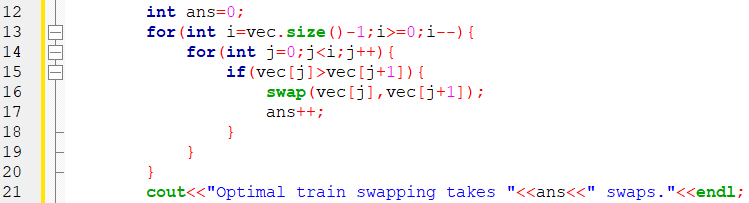 12 int ans=0;
13 for(int i=vec.size()-1;i>=0;i--){
14 for(int j=0;j<i;j++){
15 if(vec[j]>vec[j+1]){
16 swap(vec[j],vec[j+1]);
17 ans++;
18 }
19 }
20 }
21 cout<<"Optimal train swapping takes "<<ans<<" swaps."<<endl;